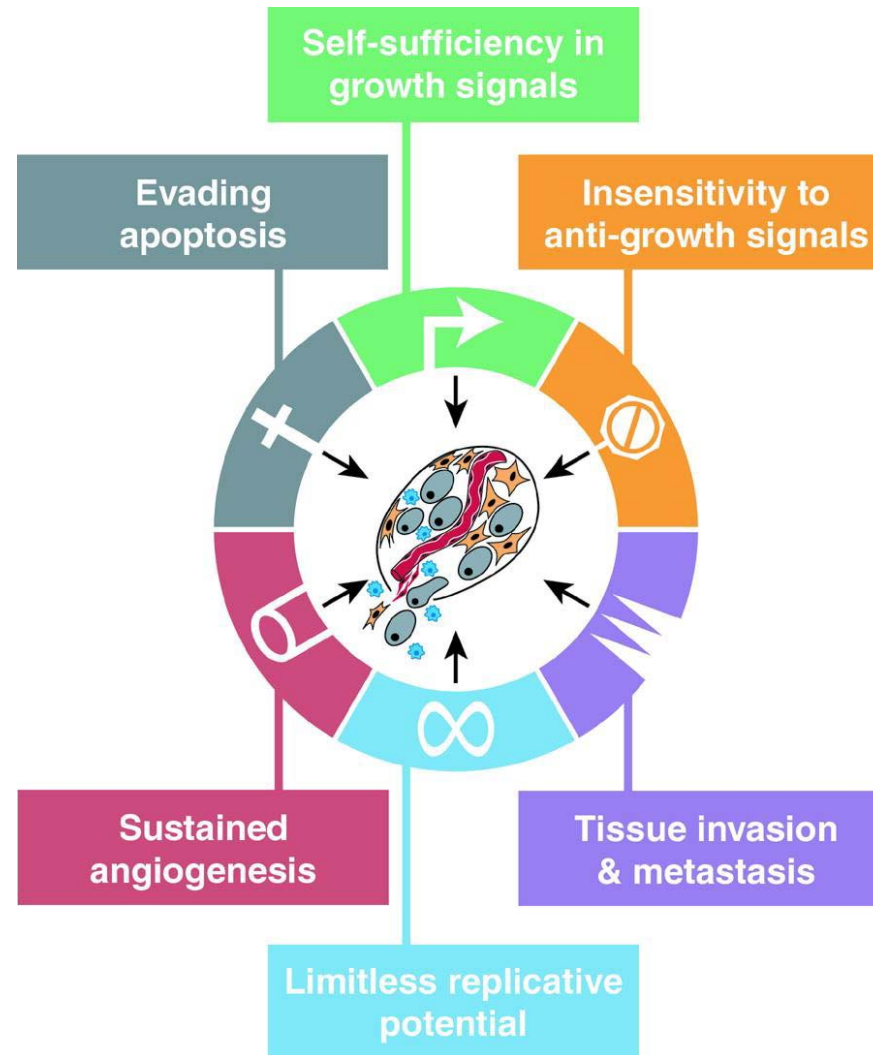 Self-sufficiency in
growth signals
Evading
apoptosis
Insensitivity to
anti-growth signals
Sustained
angiogenesis
Tissue invasion
& metastasis
Limitless replicative
potential